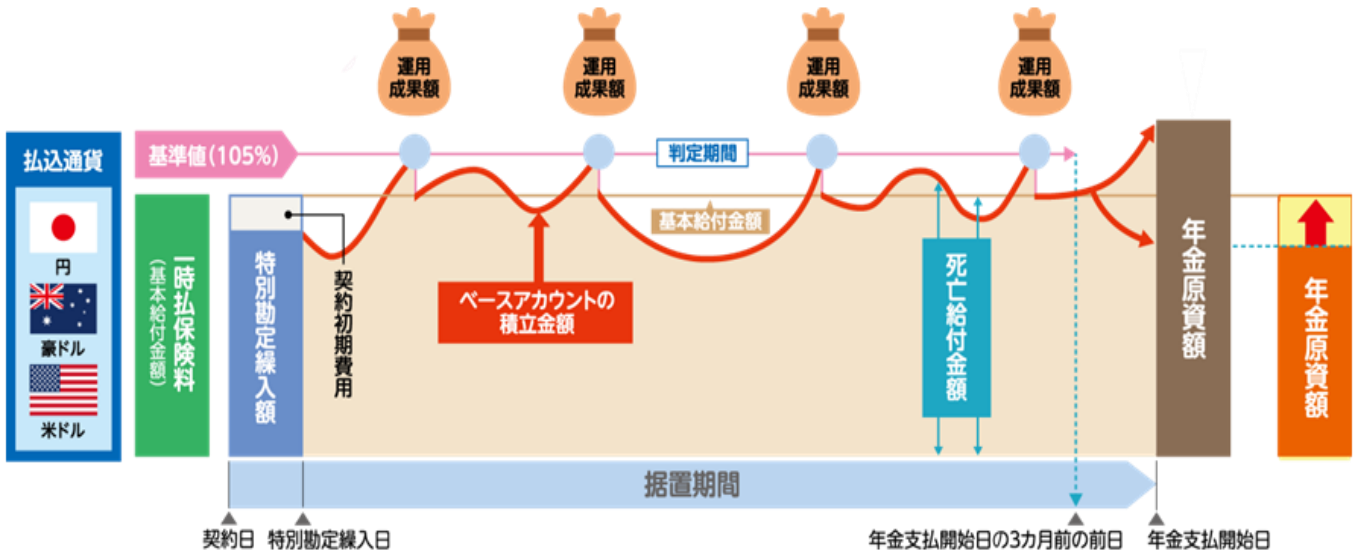 運用
成果額
運用
成果額
運用
成果額
運用
成果額
払込通貨
円
豪ドル
米ドル
基準値(105%)
判定期間
一時払保険料
(基本給付金額)
特別勘定繰入額
契約初期費用
基本給付金額
ベースアカウントの
積立金額
死亡給付金額
年金原資額
年金原資額
据置期間
契約日
特別勘定繰入日
年金支払開始日の3カ月前の前日
年金支払開始日